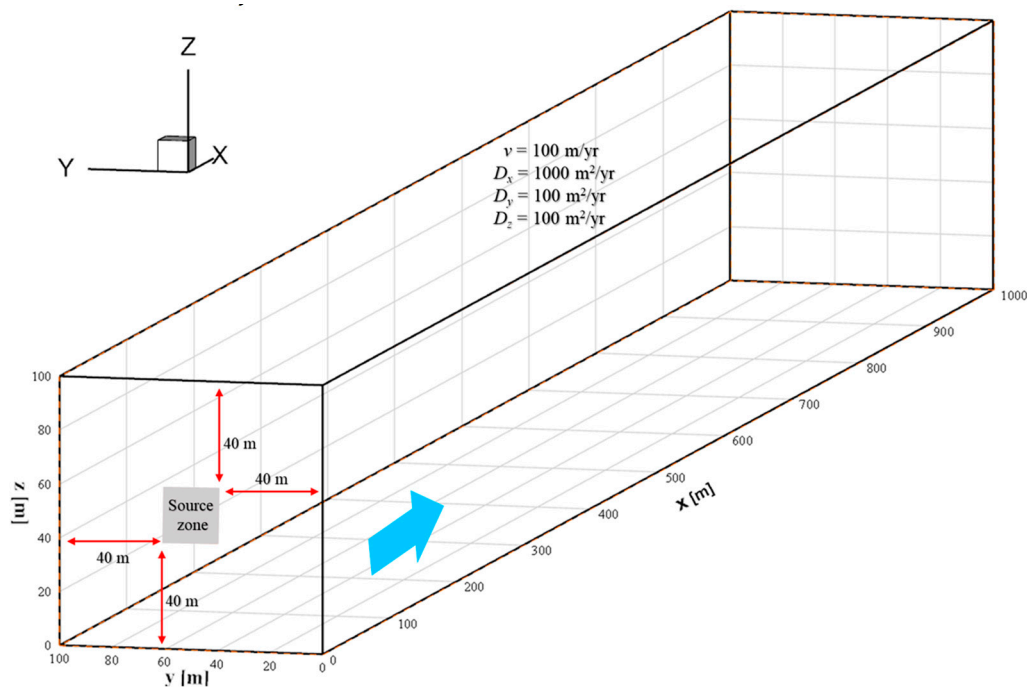 Z
Y
X
v = 100 m/yr
Dx = 1000 m²/yr
Dy = 100 m²/yr
Dz = 100 m²/yr
100
80
60
40
20
0
z [m]
40 m
40 m
Source
zone
40 m
40 m
100
80
60
40
20
0
y [m]
0
100
200
300
400
500
600
700
800
900
1000
X [m]